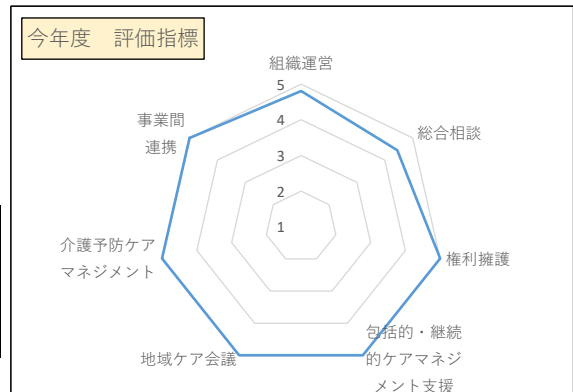 今年度　評価指標
組織運営
総合相談
権利擁護
包括的・継続
的ケアマネジ
メント支援
地域ケア会議
介護予防ケア
マネジメント
事業間
連携
5
4
3
2
1